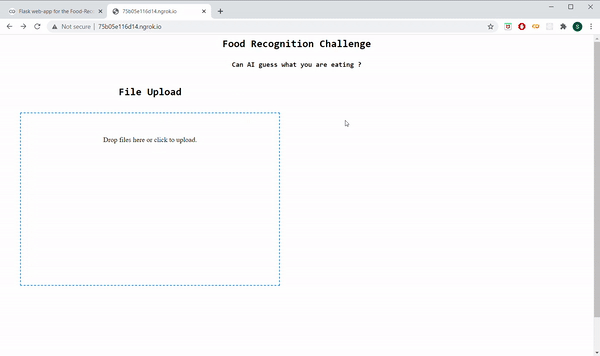 Flask web-app for the Food-Rec
75b05e116d14.ngrok.io
Not secure | 75b05e116d14.ngrok.io
Food Recognition Challenge
Can AI guess what you are eating ?
File Upload
Drop files here or click to upload.